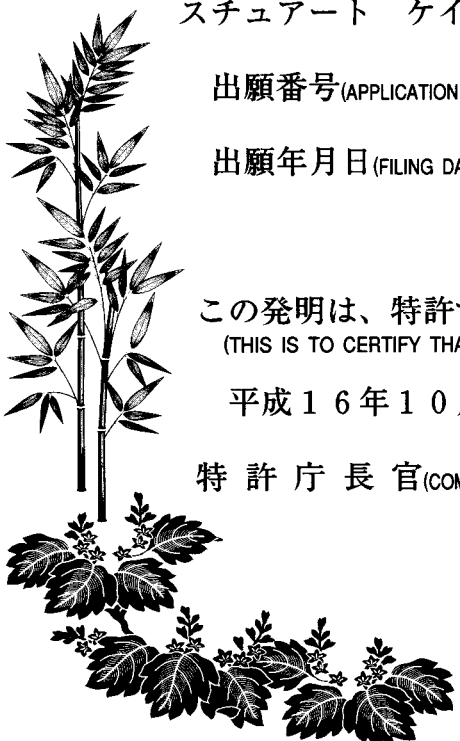 スチュアート　ケイ
出願番号(APPLICATION
出願年月日(FILING DA
この発明は、特許
(THIS IS TO CERTIFY THA
平成１６年１０
特許庁長官(COM